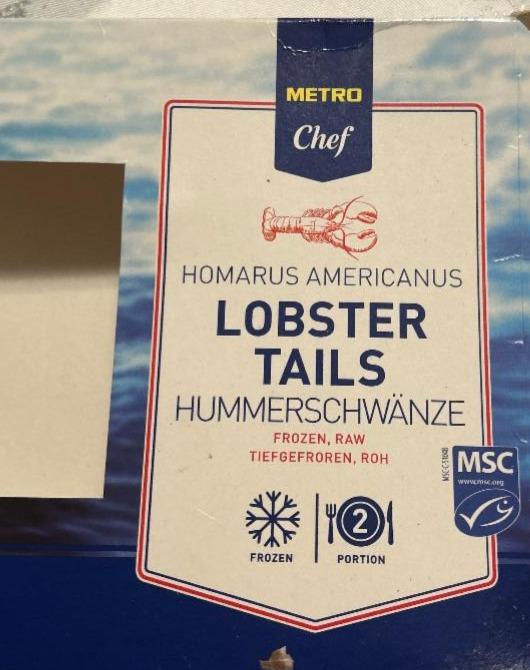 METRO
Chef
HOMARUS AMERICANUS
LOBSTER
TAILS
HUMMERSCHWÄNZE
FROZEN, RAW
TIEFGEFROREN, ROH
MSC
www.msc.org
2
FROZEN
PORTION